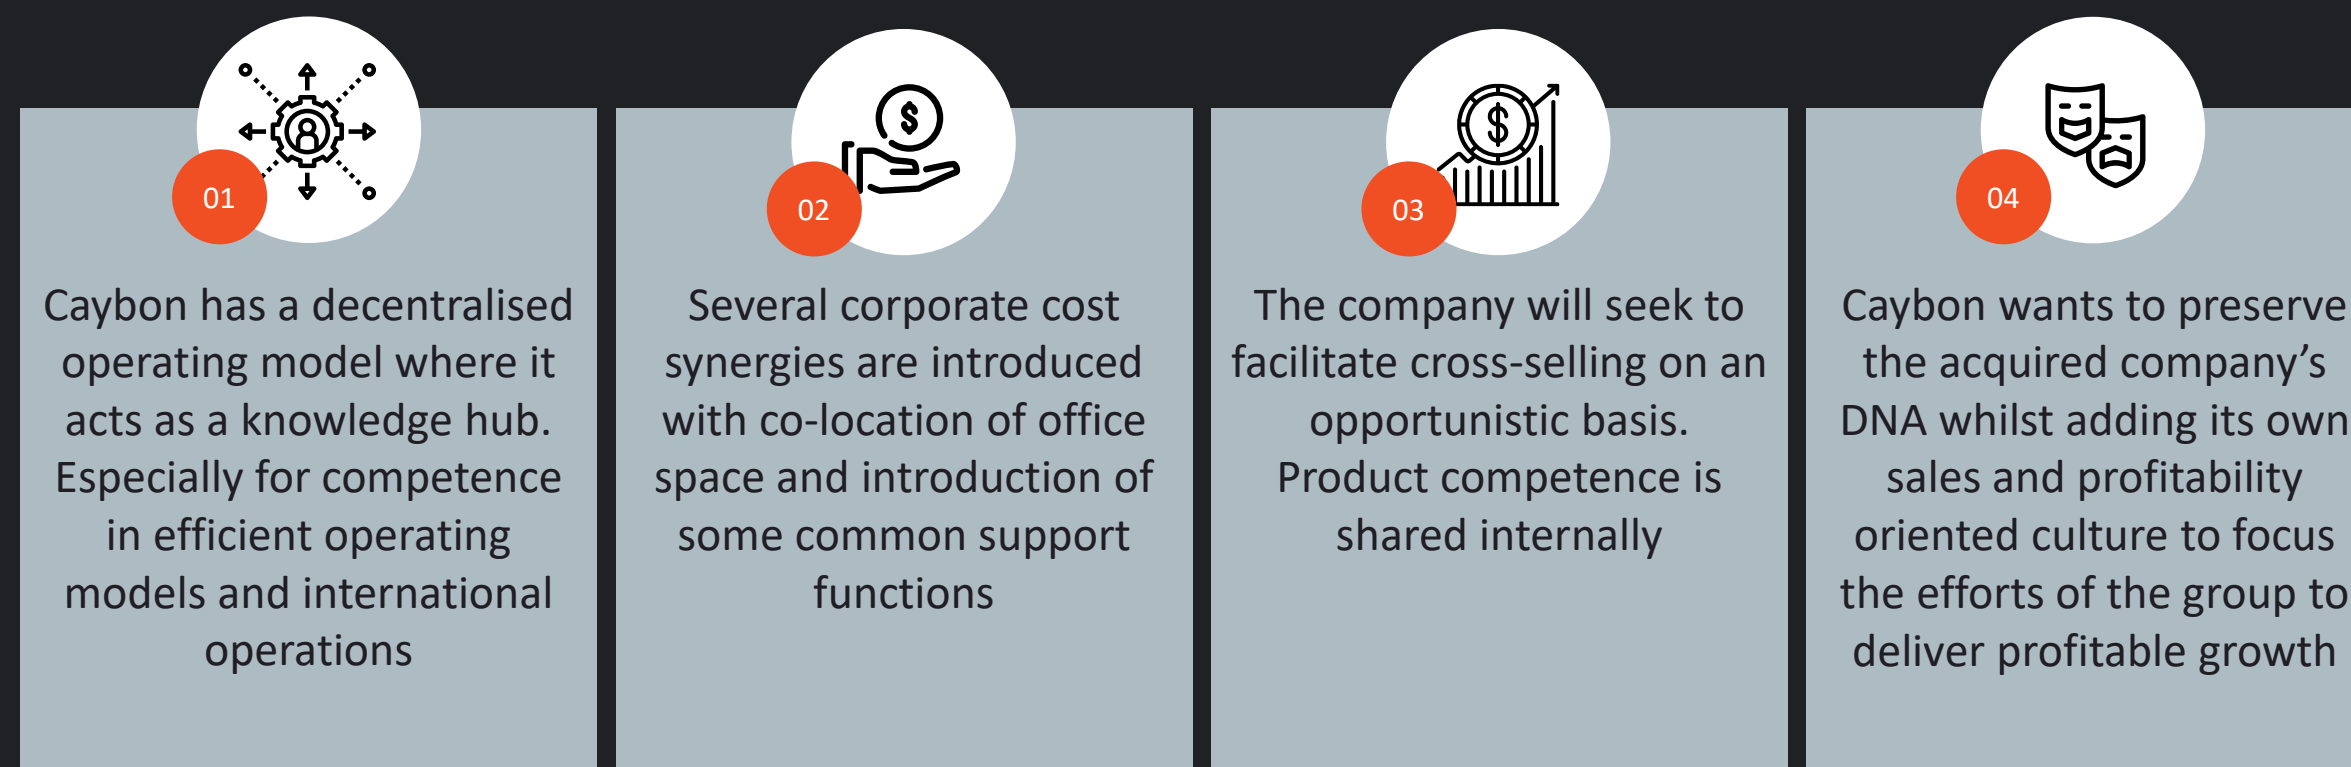 01
Caybon has a decentralised
operating model where it
acts as a knowledge hub.
Especially for competence
in efficient operating
models and international
operations
02
Several corporate cost
synergies are introduced
with co-location of office
space and introduction of
some common support
functions
03
The company will seek to
facilitate cross-selling on an
opportunistic basis.
Product competence is
shared internally
04
Caybon wants to preserve
the acquired company’s
DNA whilst adding its own
sales and profitability
oriented culture to focus
the efforts of the group to
deliver profitable growth